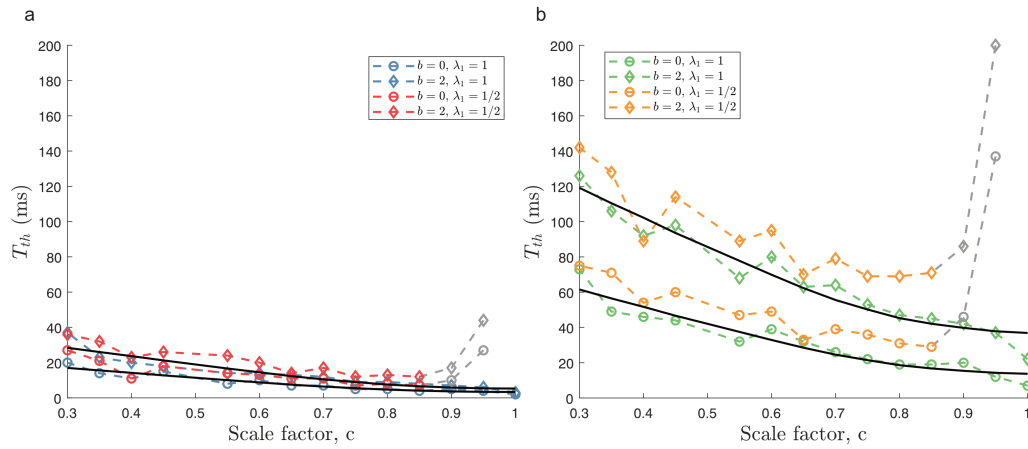 a
200
180
160
140
120
100
80
60
40
20
0
T_th (ms)
0.3 0.4 0.5 0.6 0.7 0.8 0.9 1
Scale factor, c
b = 0, λ₁ = 1
b = 2, λ₁ = 1
b = 0, λ₁ = 1/2
b = 2, λ₁ = 1/2
b
200
180
160
140
120
100
80
60
40
20
0
T_th (ms)
0.3 0.4 0.5 0.6 0.7 0.8 0.9 1
Scale factor, c
b = 0, λ₁ = 1
b = 2, λ₁ = 1
b = 0, λ₁ = 1/2
b = 2, λ₁ = 1/2